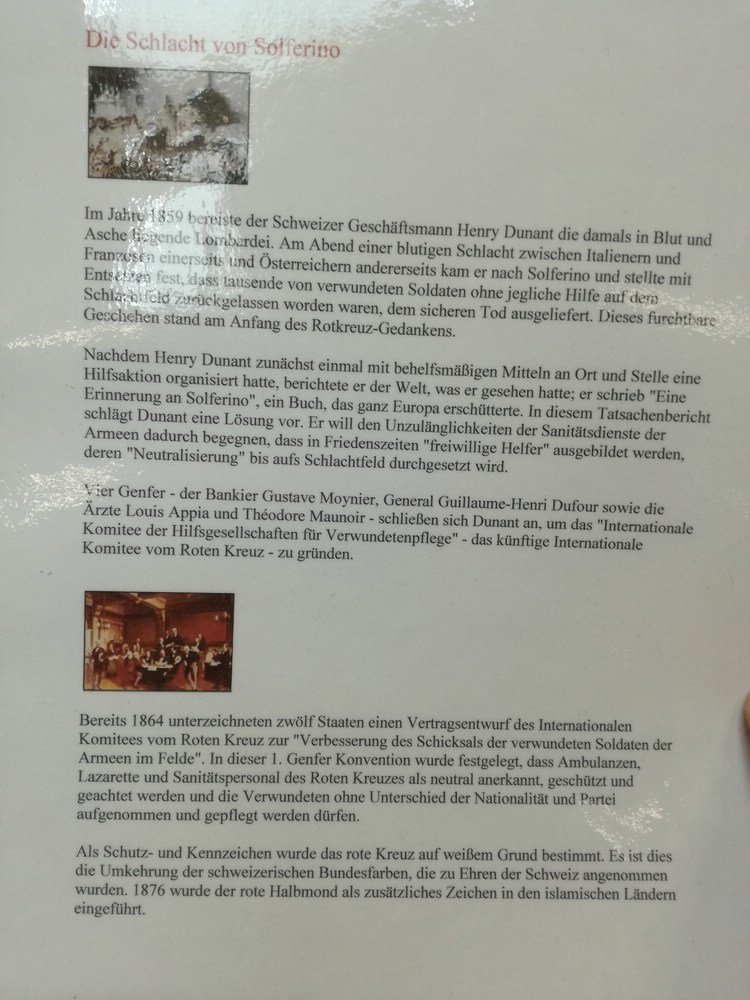 Die Schlacht von Solferino
Im Jahre 1859 bereiste der Schweizer Geschäftsmann Henry Dunant die damals in Blut und
Asche liegende Lombardei. Am Abend einer blutigen Schlacht zwischen Italienern und
Franzosen einerseits und Österreichern andererseits kam er nach Solferino und stellte mit
Entsetzen fest, dass tausende von verwundeten Soldaten ohne jegliche Hilfe auf dem
Schlachtfeld zurückgelassen worden waren, dem sicheren Tod ausgeliefert. Dieses furchtbare
Geschehen stand am Anfang des Rotkreuz-Gedankens.
Nachdem Henry Dunant zunächst einmal mit behelfsmäßigen Mitteln an Ort und Stelle eine
Hilfsaktion organisiert hatte, berichtete er der Welt, was er gesehen hatte; er schrieb "Eine
Erinnerung an Solferino", ein Buch, das ganz Europa erschütterte. In diesem Tatsachenbericht
schlägt Dunant eine Lösung vor. Er will den Unzulänglichkeiten der Sanitätsdienste der
Armeen dadurch begegnen, dass in Friedenszeiten "freiwillige Helfer" ausgebildet werden,
deren "Neutralisierung" bis aufs Schlachtfeld durchgesetzt wird.
Vier Genfer - der Bankier Gustave Moynier, General Guillaume-Henri Dufour sowie die
Ärzte Louis Appia und Théodore Maunoir - schließen sich Dunant an, um das "Internationale
Komitee der Hilfsgesellschaften für Verwundetenpflege" - das künftige Internationale
Komitee vom Roten Kreuz - zu gründen.
Bereits 1864 unterzeichneten zwölf Staaten einen Vertragsentwurf des Internationalen
Komitees vom Roten Kreuz zur "Verbesserung des Schicksals der verwundeten Soldaten der
Armeen im Felde". In dieser 1. Genfer Konvention wurde festgelegt, dass Ambulanzen,
Lazarette und Sanitätspersonal des Roten Kreuzes als neutral anerkannt, geschützt und
geachtet werden und die Verwundeten ohne Unterschied der Nationalität und Partei
aufgenommen und gepflegt werden dürfen.
Als Schutz- und Kennzeichen wurde das rote Kreuz auf weißem Grund bestimmt. Es ist dies
die Umkehrung der schweizerischen Bundesfarben, die zu Ehren der Schweiz angenommen
wurden. 1876 wurde der rote Halbmond als zusätzliches Zeichen in den islamischen Ländern
eingeführt.